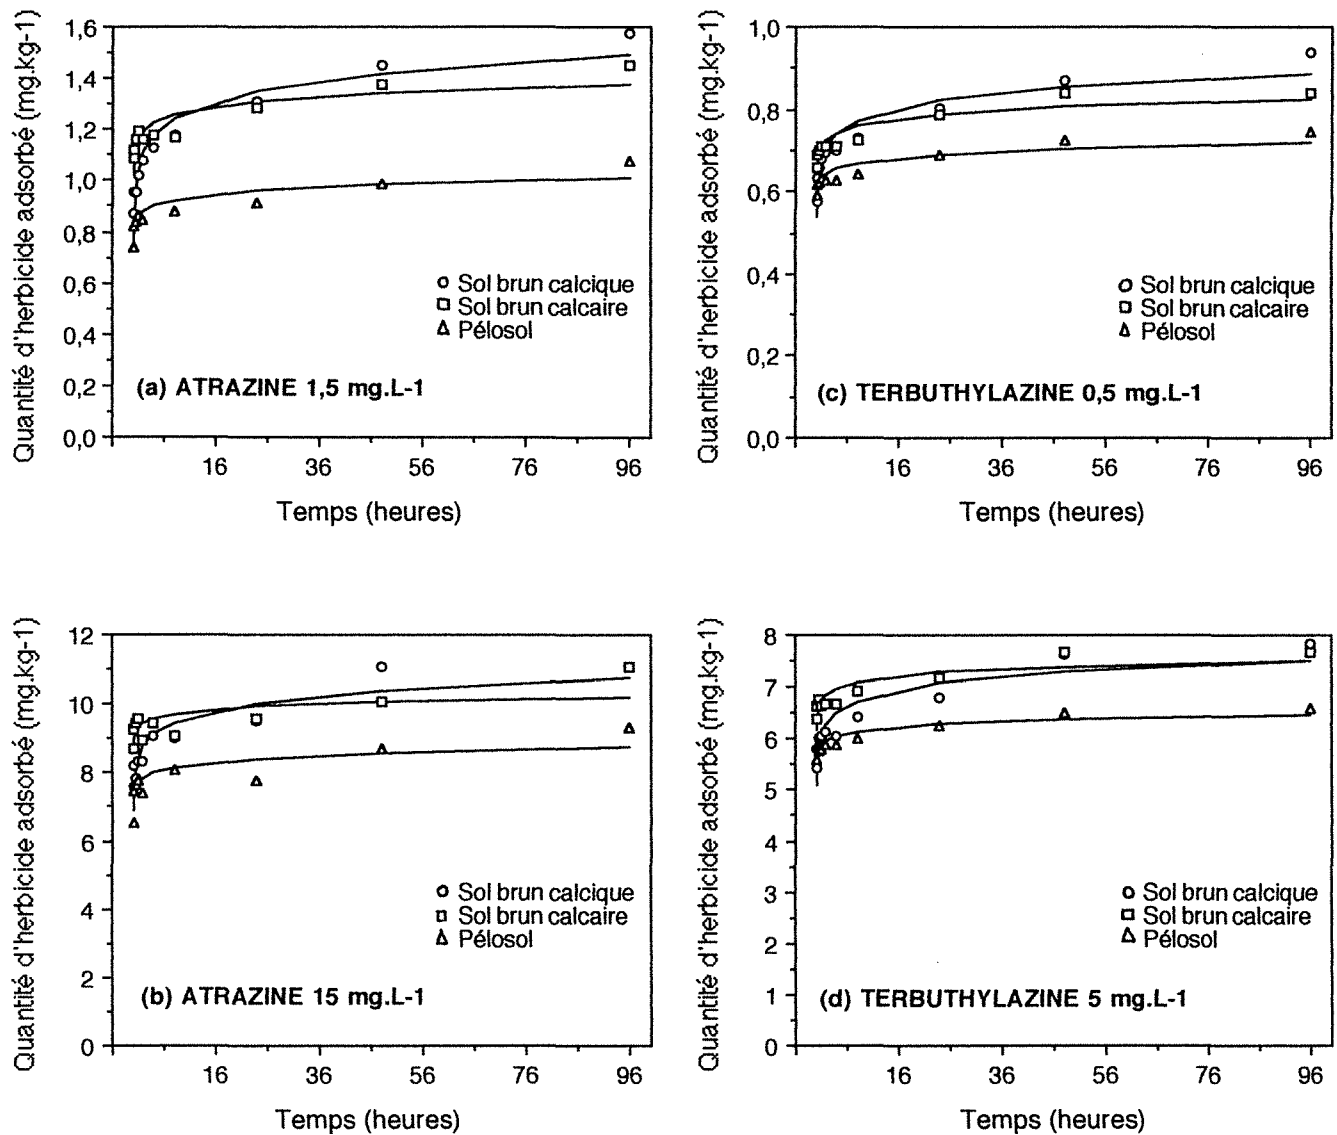 Quantité d'herbicide adsorbé (mg.kg-1)
1,6
1,4
1,2
1,0
0,8
0,6
0,4
0,2
0,0
Sol brun calcique
Sol brun calcaire
Pélosol
(a) ATRAZINE 1,5 mg.L-1
16 36 56 76 96
Temps (heures)
Quantité d'herbicide adsorbé (mg.kg-1)
1,0
0,8
0,6
0,4
0,2
0,0
Sol brun calcique
Sol brun calcaire
Pélosol
(c) TERBUTHYLAZINE 0,5 mg.L-1
16 36 56 76 96
Temps (heures)
Quantité d'herbicide adsorbé (mg.kg-1)
12
10
8
6
4
2
0
Sol brun calcique
Sol brun calcaire
Pélosol
(b) ATRAZINE 15 mg.L-1
16 36 56 76 96
Temps (heures)
Quantité d'herbicide adsorbé (mg.kg-1)
8
7
6
5
4
3
2
1
0
Sol brun calcique
Sol brun calcaire
Pélosol
(d) TERBUTHYLAZINE 5 mg.L-1
16 36 56 76 96
Temps (heures)